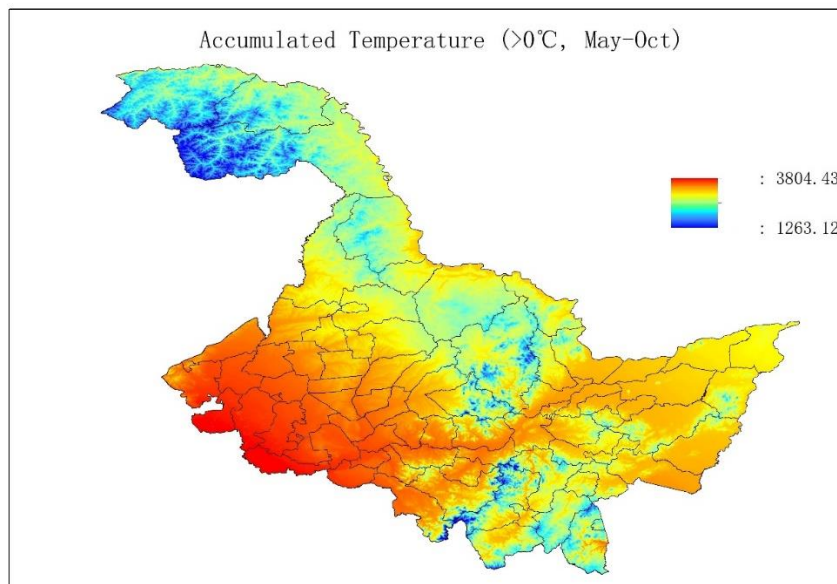 Accumulated Temperature (>0℃, May-Oct)
: 3804.43
: 1263.12